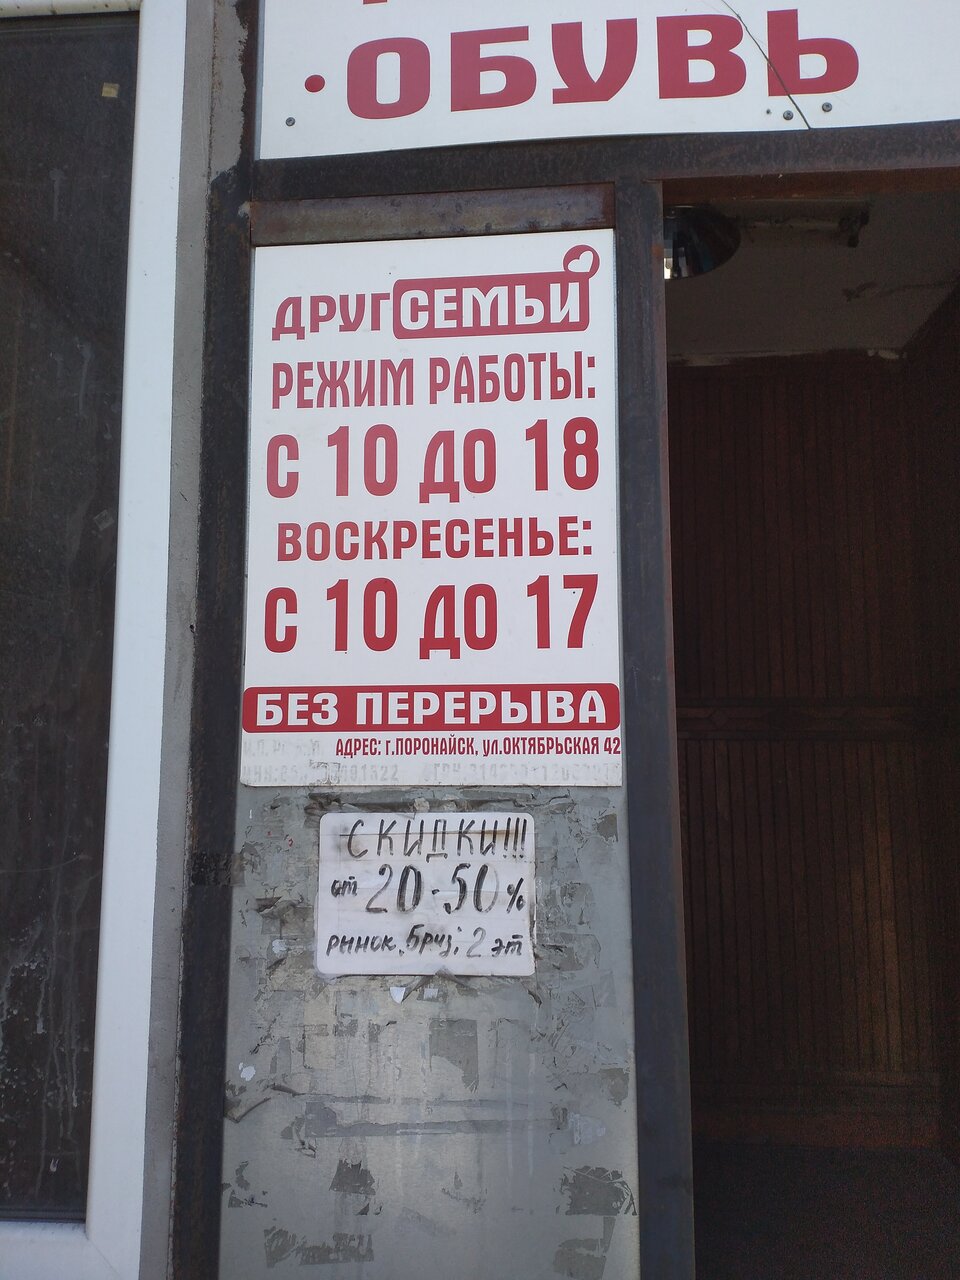 • ОБУВЬ
ДРУГ СЕМЬИ
РЕЖИМ РАБОТЫ:
С 10 ДО 18
ВОСКРЕСЕНЬЕ:
С 10 ДО 17
БЕЗ ПЕРЕРЫВА
АДРЕС: г.ПОРОНАЙСК, ул.ОКТЯБРЬСКАЯ 42
СКИДКИ!!!
от 20-50%
рынок. 2 эт